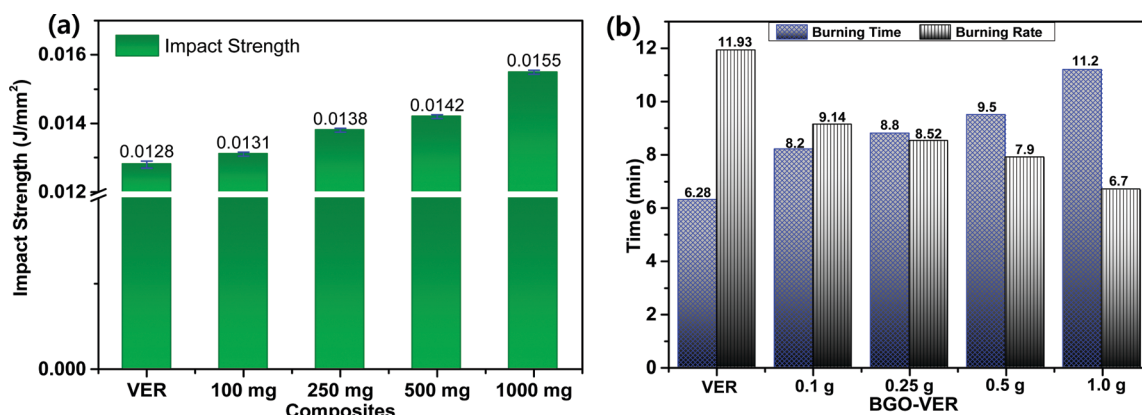 (a)
Impact Strength
0.0128
0.0131
0.0138
0.0142
0.0155
0.016
0.014
0.012
0.000
Impact Strength (J/mm²)
VER 100 mg 250 mg 500 mg 1000 mg
Composites
(b)
Burning Time Burning Rate
12
10
8
6
4
2
0
Time (min)
6.28
11.93
8.2
9.14
8.8
8.52
9.5
7.9
11.2
6.7
VER 0.1 g 0.25 g 0.5 g 1.0 g
BGO-VER